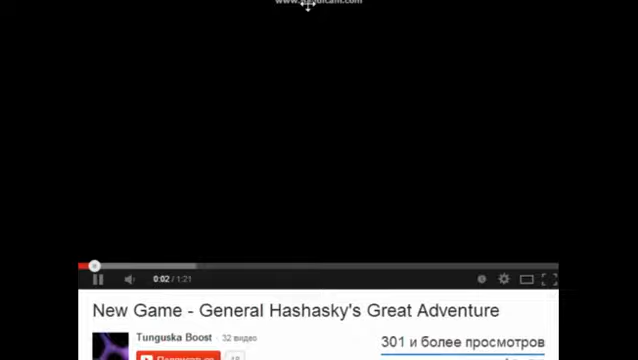 0:02 / 1:21
New Game - General Hashasky's Great Adventure
Tunguska Boost · 32 видео
301 и более просмотров